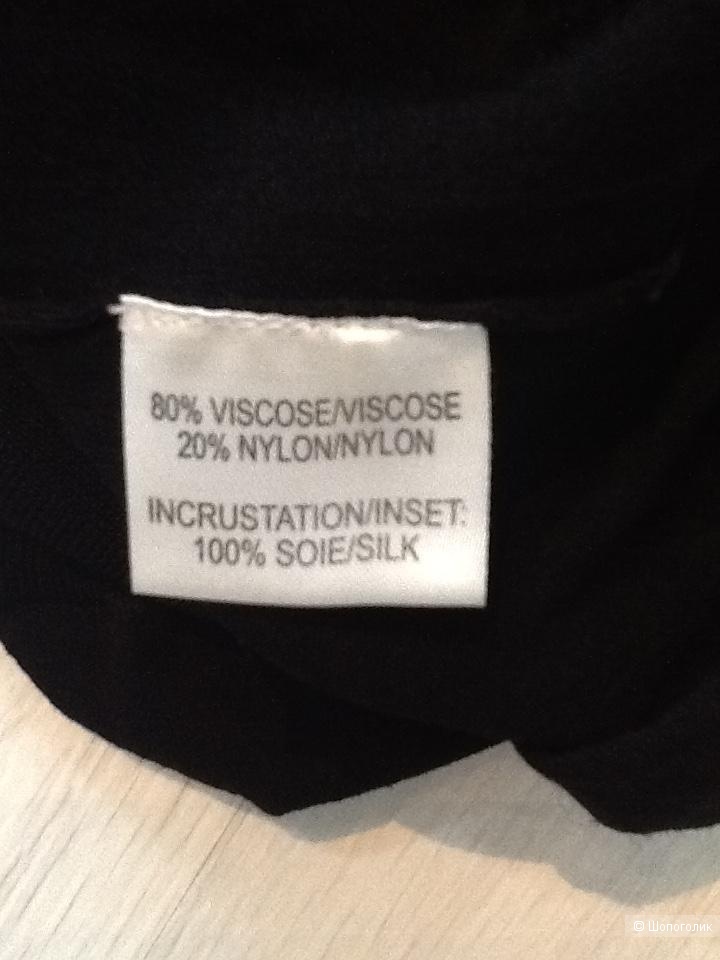 80% VISCOSE/VISCOSE
20% NYLON/NYLON
INCRUSTATION/INSET:
100% SOIE/SILK
© Шопоголик